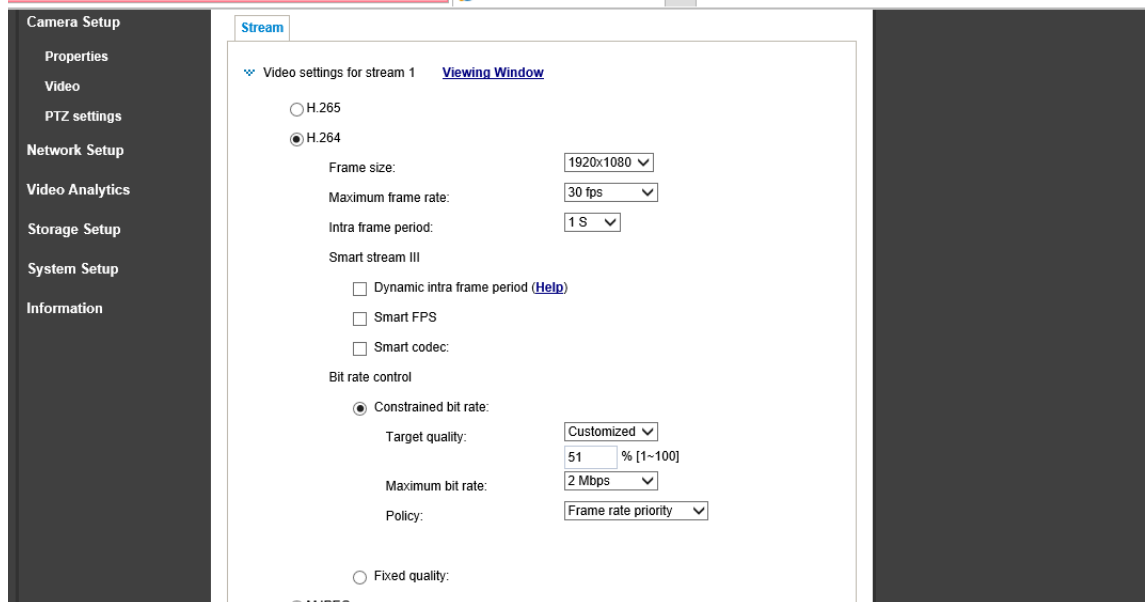 Camera Setup
Properties
Video
PTZ settings
Network Setup
Video Analytics
Storage Setup
System Setup
Information
Stream
Video settings for stream 1 Viewing Window
H.265
H.264
Frame size: 1920x1080
Maximum frame rate: 30 fps
Intra frame period: 1 S
Smart stream III
Dynamic intra frame period (Help)
Smart FPS
Smart codec:
Bit rate control
Constrained bit rate:
Target quality: Customized
51 % [1~100]
Maximum bit rate: 2 Mbps
Policy: Frame rate priority
Fixed quality: